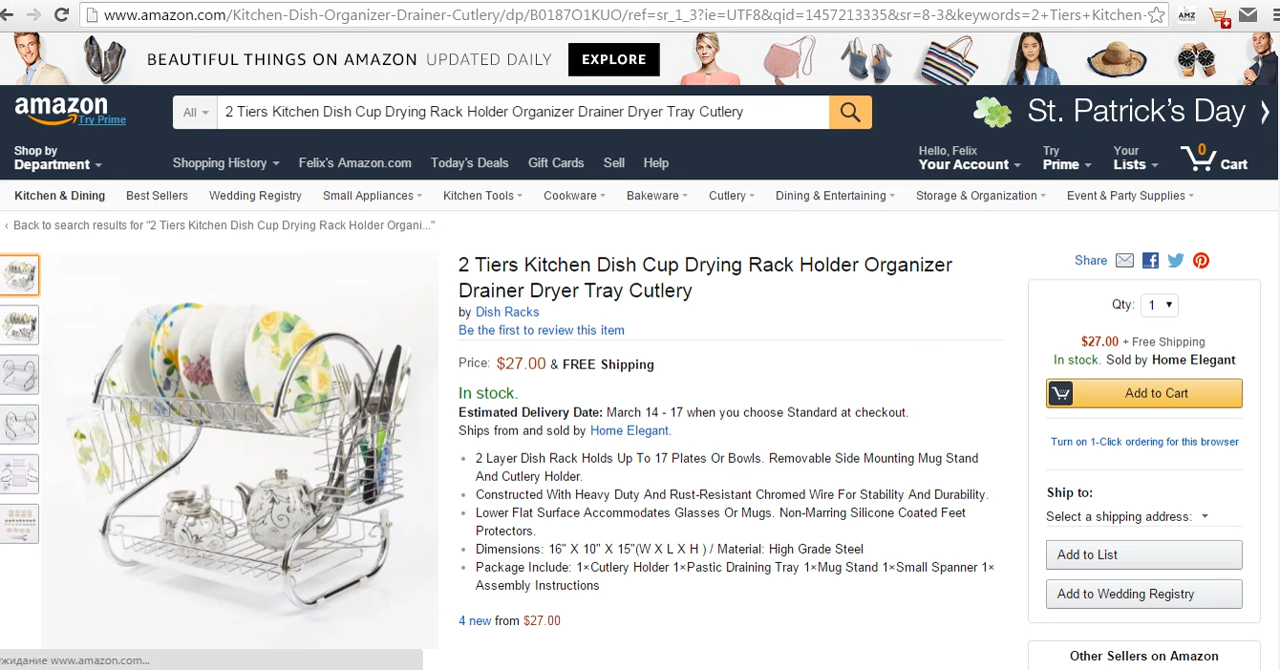 www.amazon.com/Kitchen-Dish-Organizer-Drainer-Cutlery/dp/B0187O1KUO/ref=sr_1_3?ie=UTF8&qid=1457213335&sr=8-3&keywords=2+Tiers+Kitchen-
BEAUTIFUL THINGS ON AMAZON UPDATED DAILY EXPLORE
amazon
Try Prime
All
2 Tiers Kitchen Dish Cup Drying Rack Holder Organizer Drainer Dryer Tray Cutlery
St. Patrick's Day
Shop by
Department
Shopping History Felix's Amazon.com Today's Deals Gift Cards Sell Help
Hello, Felix
Your Account
Try
Prime
Your
Lists
0
Cart
Kitchen & Dining Best Sellers Wedding Registry Small Appliances Kitchen Tools Cookware Bakeware Cutlery Dining & Entertaining Storage & Organization Event & Party Supplies
‹ Back to search results for "2 Tiers Kitchen Dish Cup Drying Rack Holder Organi..."
2 Tiers Kitchen Dish Cup Drying Rack Holder Organizer
Drainer Dryer Tray Cutlery
by Dish Racks
Be the first to review this item
Price: $27.00 & FREE Shipping
In stock.
Estimated Delivery Date: March 14 - 17 when you choose Standard at checkout.
Ships from and sold by Home Elegant.
2 Layer Dish Rack Holds Up To 17 Plates Or Bowls. Removable Side Mounting Mug Stand
And Cutlery Holder.
Constructed With Heavy Duty And Rust-Resistant Chromed Wire For Stability And Durability.
Lower Flat Surface Accommodates Glasses Or Mugs. Non-Marring Silicone Coated Feet
Protectors.
Dimensions: 16" X 10" X 15"(W X L X H ) / Material: High Grade Steel
Package Include: 1×Cutlery Holder 1×Pastic Draining Tray 1×Mug Stand 1×Small Spanner 1×
Assembly Instructions
4 new from $27.00
Share
Qty: 1
$27.00 + Free Shipping
In stock. Sold by Home Elegant
Add to Cart
Turn on 1-Click ordering for this browser
Ship to:
Select a shipping address:
Add to List
Add to Wedding Registry
Other Sellers on Amazon
жидание www.amazon.com...